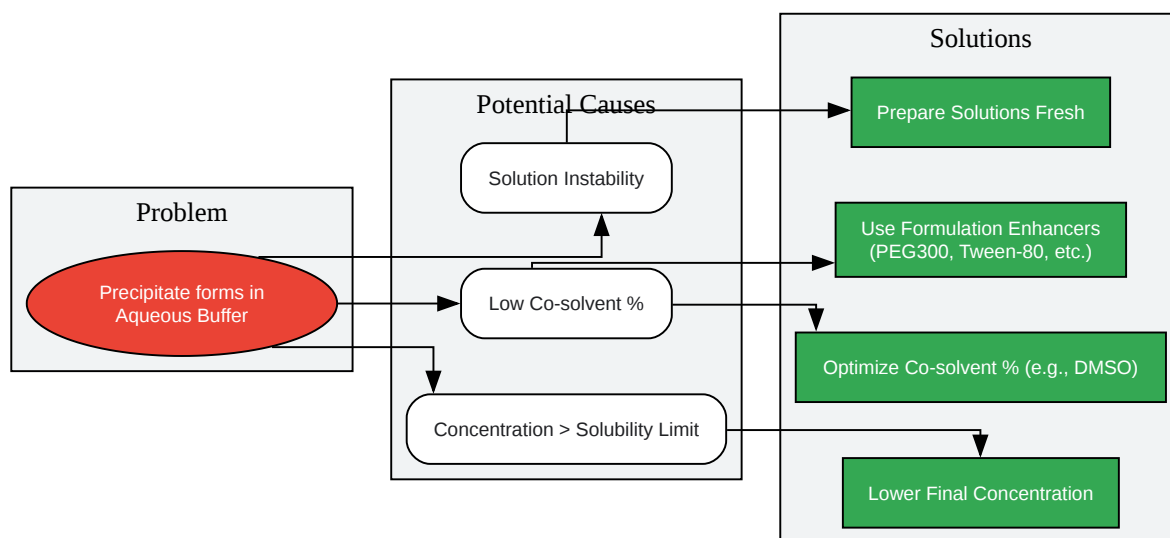 Problem
Precipitate forms in
Aqueous Buffer
Potential Causes
Solution Instability
Low Co-solvent %
Concentration > Solubility Limit
Solutions
Prepare Solutions Fresh
Use Formulation Enhancers
(PEG300, Tween-80, etc.)
Optimize Co-solvent % (e.g., DMSO)
Lower Final Concentration